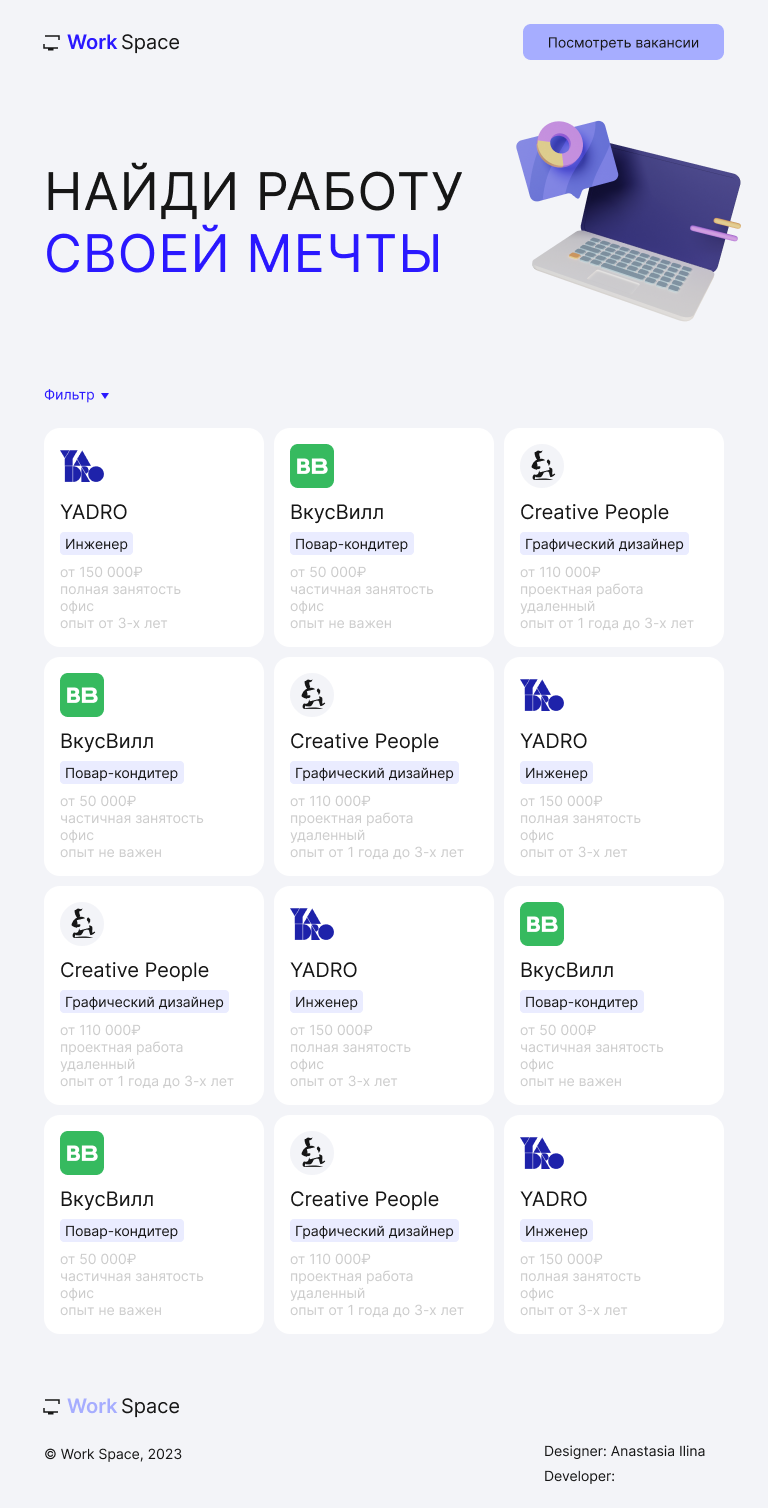 Work Space
Посмотреть вакансии
НАЙДИ РАБОТУ
СВОЕЙ МЕЧТЫ
Фильтр
YADRO
YADRO
Инженер
от 150 000₽
полная занятость
офис
опыт от 3-х лет
BB
ВкусВилл
Повар-кондитер
от 50 000₽
частичная занятость
офис
опыт не важен
Creative People
Графический дизайнер
от 110 000₽
проектная работа
удаленный
опыт от 1 года до 3-х лет
BB
ВкусВилл
Повар-кондитер
от 50 000₽
частичная занятость
офис
опыт не важен
Creative People
Графический дизайнер
от 110 000₽
проектная работа
удаленный
опыт от 1 года до 3-х лет
YADRO
YADRO
Инженер
от 150 000₽
полная занятость
офис
опыт от 3-х лет
Creative People
Графический дизайнер
от 110 000₽
проектная работа
удаленный
опыт от 1 года до 3-х лет
YADRO
YADRO
Инженер
от 150 000₽
полная занятость
офис
опыт от 3-х лет
BB
ВкусВилл
Повар-кондитер
от 50 000₽
частичная занятость
офис
опыт не важен
BB
ВкусВилл
Повар-кондитер
от 50 000₽
частичная занятость
офис
опыт не важен
Creative People
Графический дизайнер
от 110 000₽
проектная работа
удаленный
опыт от 1 года до 3-х лет
YADRO
YADRO
Инженер
от 150 000₽
полная занятость
офис
опыт от 3-х лет
Work Space
© Work Space, 2023
Designer: Anastasia Ilina
Developer: